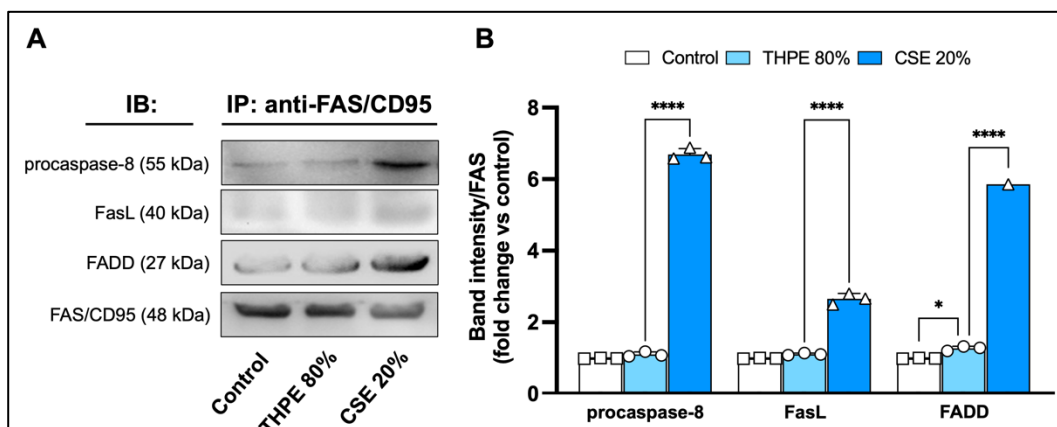 A
IB:
IP: anti-FAS/CD95
procaspase-8 (55 kDa)
FasL (40 kDa)
FADD (27 kDa)
FAS/CD95 (48 kDa)
Control
THPE 80%
CSE 20%
B
Control THPE 80% CSE 20%
Band intensity/FAS
(fold change vs control)
8
6
4
2
0
****
****
****
*
procaspase-8
FasL
FADD